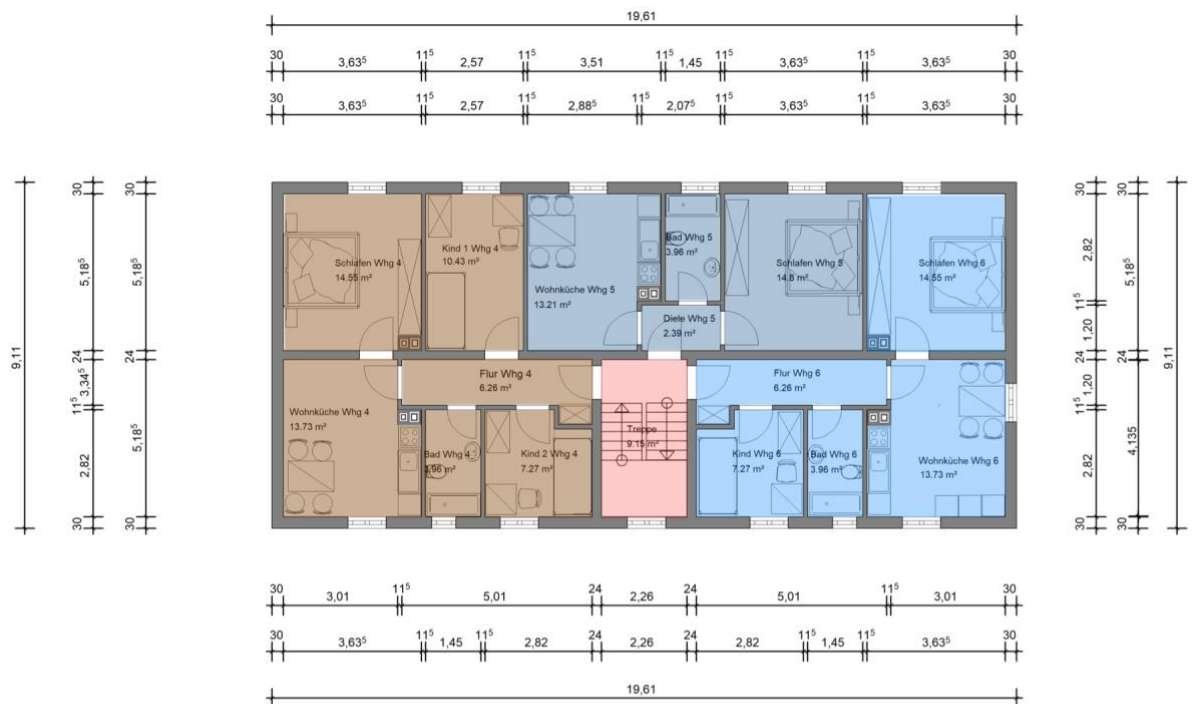 19,61
30 3,63⁵ 11⁵ 2,57 11⁵ 3,51 11⁵ 1,45 11⁵ 3,63⁵ 11⁵ 3,63⁵ 30
30 3,63⁵ 11⁵ 2,57 11⁵ 2,88⁵ 11⁵ 2,07⁵ 11⁵ 3,63⁵ 11⁵ 3,63⁵ 30
9,11
30 5,18⁵ 24 3,34⁵ 11⁵ 2,82 30
30 5,18⁵ 24 5,18⁵ 30
Schlafen Whg 4
14.55 m²
Kind 1 Whg 4
10.43 m²
Wohnküche Whg 5
13.21 m²
Bad Whg 5
3.96 m²
Diele Whg 5
2.39 m²
Schlafen Whg 5
14.8 m²
Schlafen Whg 6
14.55 m²
Flur Whg 4
6.26 m²
Wohnküche Whg 4
13.73 m²
Bad Whg 4
3.96 m²
Kind 2 Whg 4
7.27 m²
Treppe
9.15 m²
Flur Whg 6
6.26 m²
Kind Whg 6
7.27 m²
Bad Whg 6
3.96 m²
Wohnküche Whg 6
13.73 m²
30 2,82 11⁵ 1,20 24 1,20 11⁵ 2,82 30
30 5,18⁵ 24 4,135 30
9,11
30 3,01 11⁵ 5,01 24 2,26 24 5,01 11⁵ 3,01 30
30 3,63⁵ 11⁵ 1,45 11⁵ 2,82 24 2,26 24 2,82 11⁵ 1,45 11⁵ 3,63⁵ 30
19,61